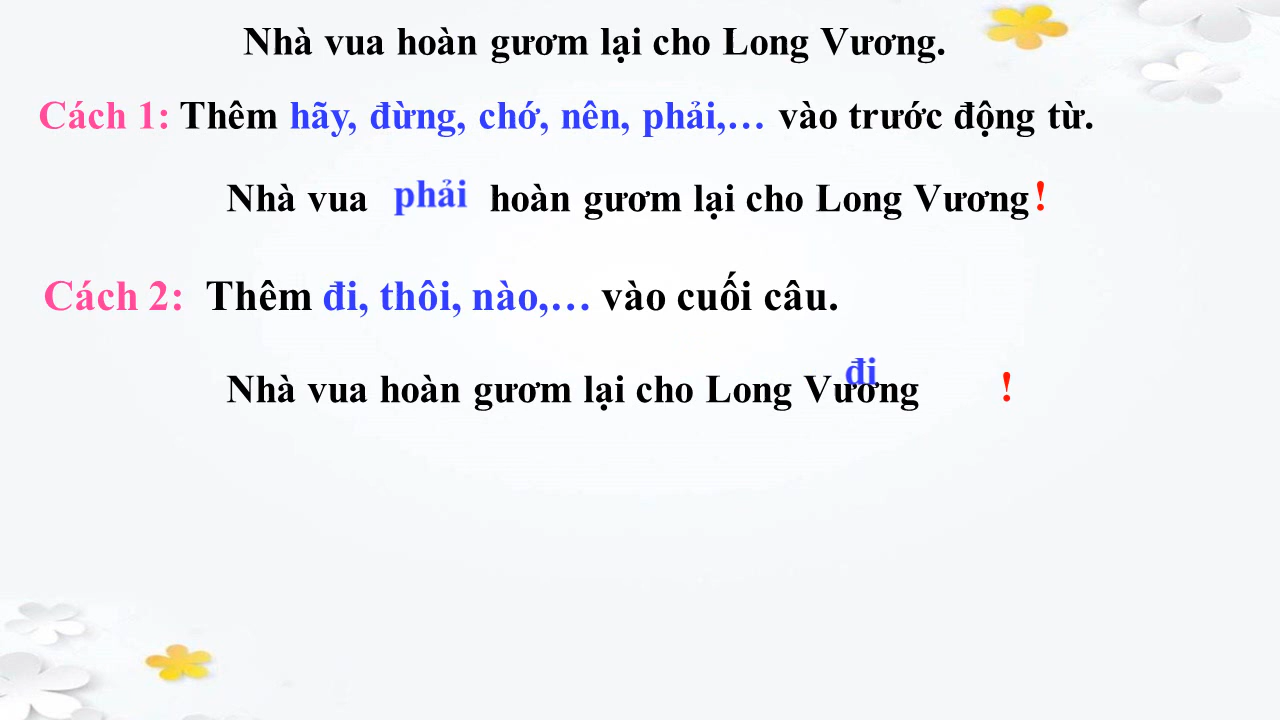 Nhà vua hoàn gươm lại cho Long Vương.
Cách 1: Thêm hãy, đừng, chớ, nên, phải,… vào trước động từ.
Nhà vua phải hoàn gươm lại cho Long Vương !
Cách 2: Thêm đi, thôi, nào,… vào cuối câu.
Nhà vua hoàn gươm lại cho Long Vương đi !